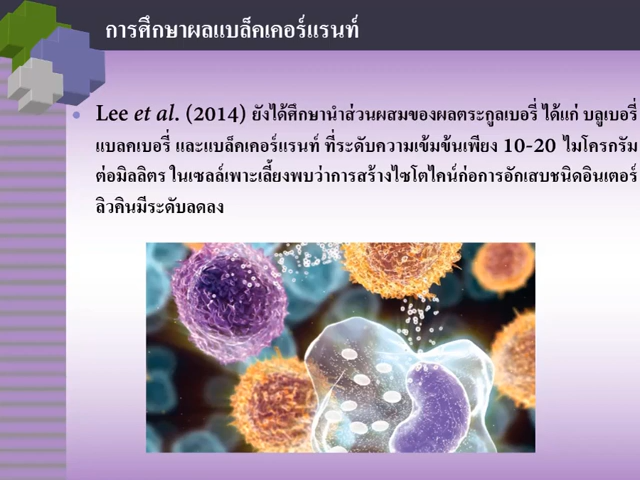 การศึกษาผลแบล็คเคอร์แรนท์
• Lee et al. (2014) ยังได้ศึกษานำส่วนผสมของผลตระกูลเบอรี่ ได้แก่ บลูเบอรี่
แบลคเบอรี่ และแบล็คเคอร์แรนท์ ที่ระดับความเข้มข้นเพียง 10-20 ไมโครกรัม
ต่อมิลลิตร ในเซลล์เพาะเลี้ยงพบว่าการสร้างไซโตไคน์ก่อการอักเสบชนิดอินเตอร์
ลิวคินมีระดับลดลง